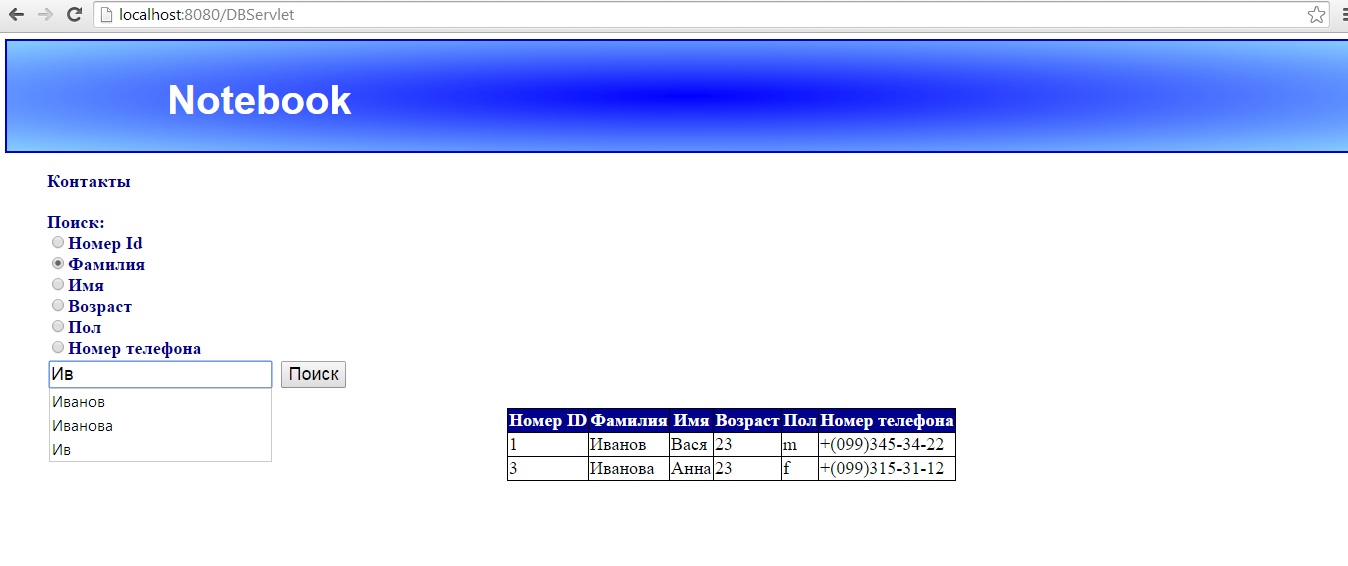 localhost:8080/DBServlet
Notebook
Контакты
Поиск:
Номер Id
Фамилия
Имя
Возраст
Пол
Номер телефона
Ив Поиск
Иванов
Иванова
Ив
Номер ID Фамилия Имя Возраст Пол Номер телефона
1 Иванов Вася 23 m +(099)345-34-22
3 Иванова Анна 23 f +(099)315-31-12